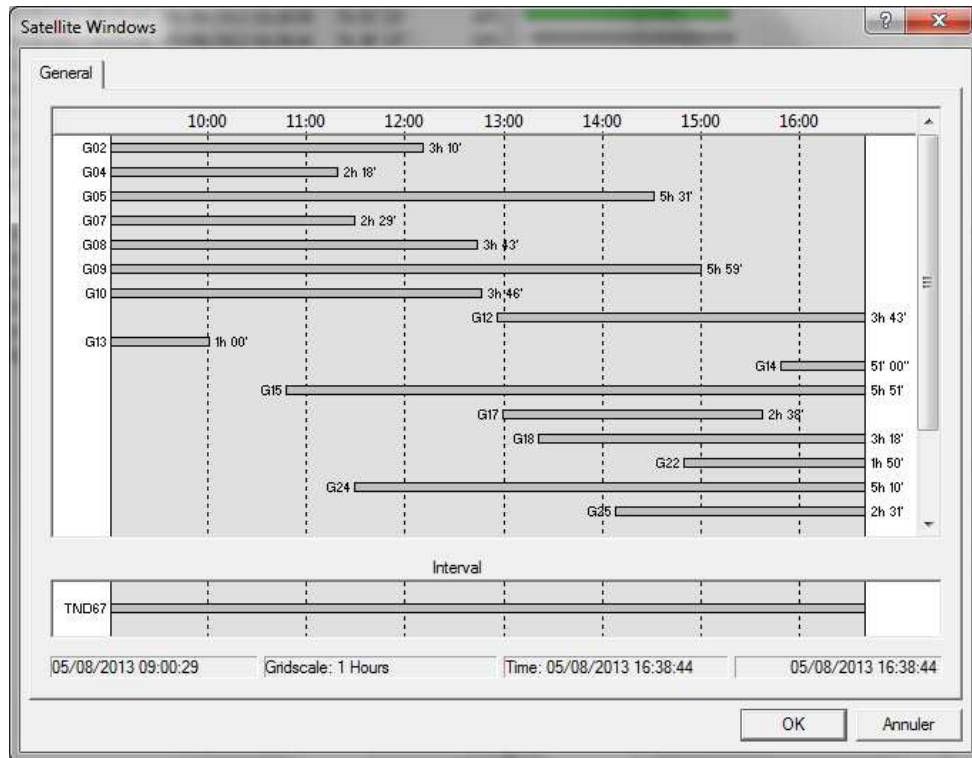 Satellite Windows
General
10:00 11:00 12:00 13:00 14:00 15:00 16:00
G02 3h 10'
G04 2h 18'
G05 5h 31'
G07 2h 29'
G08 3h 43'
G09 5h 59'
G10 3h 46'
G12 3h 43'
G13 1h 00'
G14 51' 00"
G15 5h 51'
G17 2h 38'
G18 3h 18'
G22 1h 50'
G24 5h 10'
G25 2h 31'
Interval
TND67
05/08/2013 09:00:29 Gridscale: 1 Hours Time: 05/08/2013 16:38:44 05/08/2013 16:38:44
OK Annuler